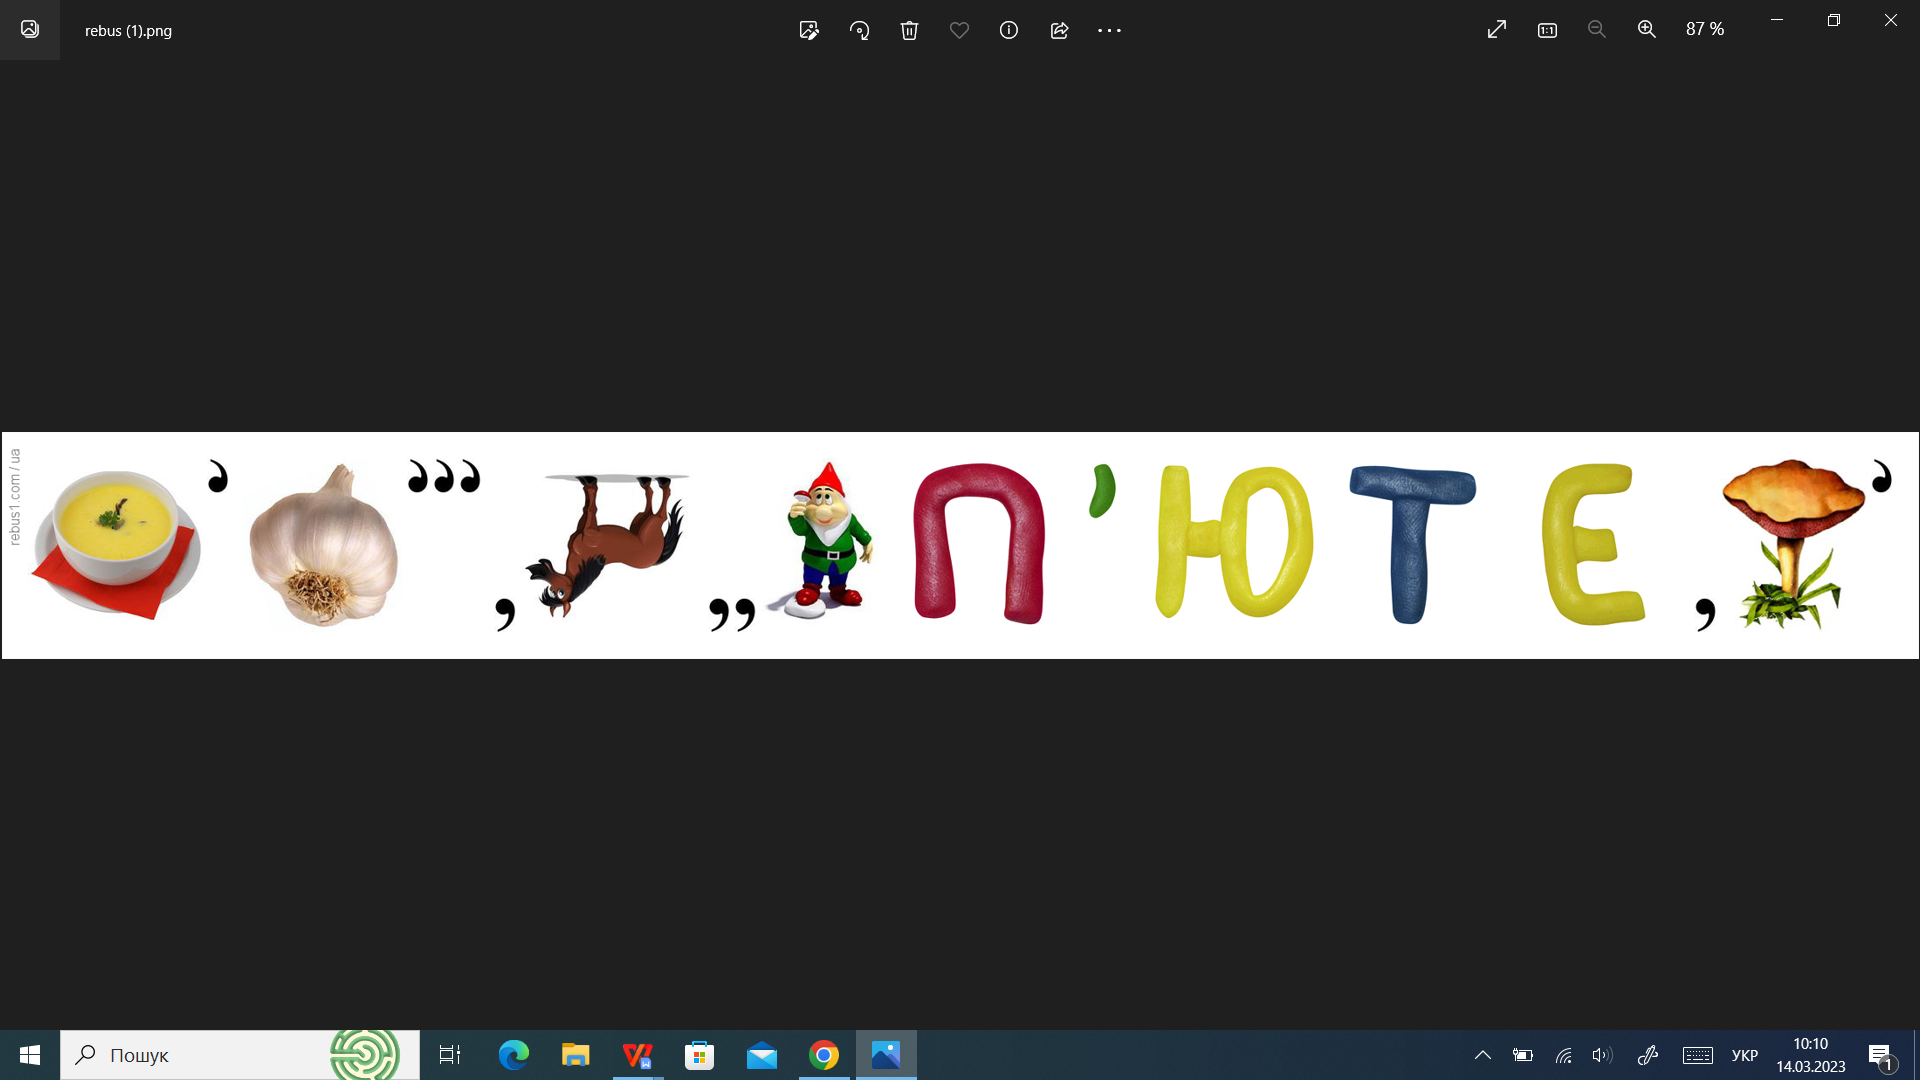 rebus (1).png
87 %
rebus1.com/ua
П'ЮТЕ
Пошук
УКР
10:10
14.03.2023
1